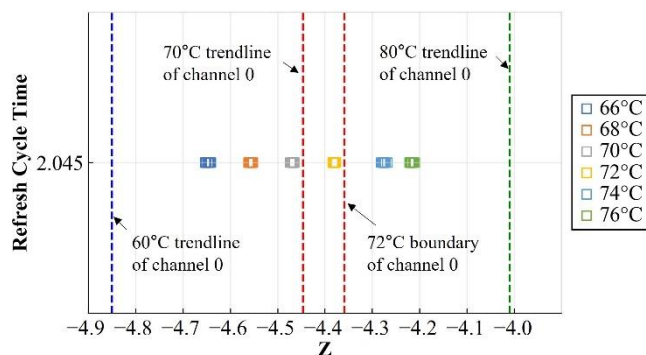 70°C trendline
of channel 0
80°C trendline
of channel 0
Refresh Cycle Time
2.045
60°C trendline
of channel 0
72°C boundary
of channel 0
66°C
68°C
70°C
72°C
74°C
76°C
−4.9 −4.8 −4.7 −4.6 −4.5 −4.4 −4.3 −4.2 −4.1 −4.0
Z